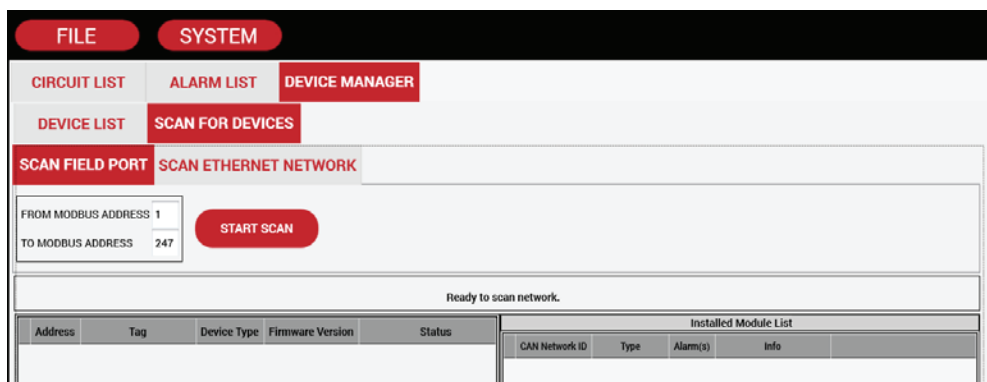 FILE SYSTEM
CIRCUIT LIST ALARM LIST DEVICE MANAGER
DEVICE LIST SCAN FOR DEVICES
SCAN FIELD PORT SCAN ETHERNET NETWORK
FROM MODBUS ADDRESS 1
START SCAN
TO MODBUS ADDRESS 247
Ready to scan network.
Address Tag Device Type Firmware Version Status
Installed Module List
CAN Network ID Type Alarm(s) Info